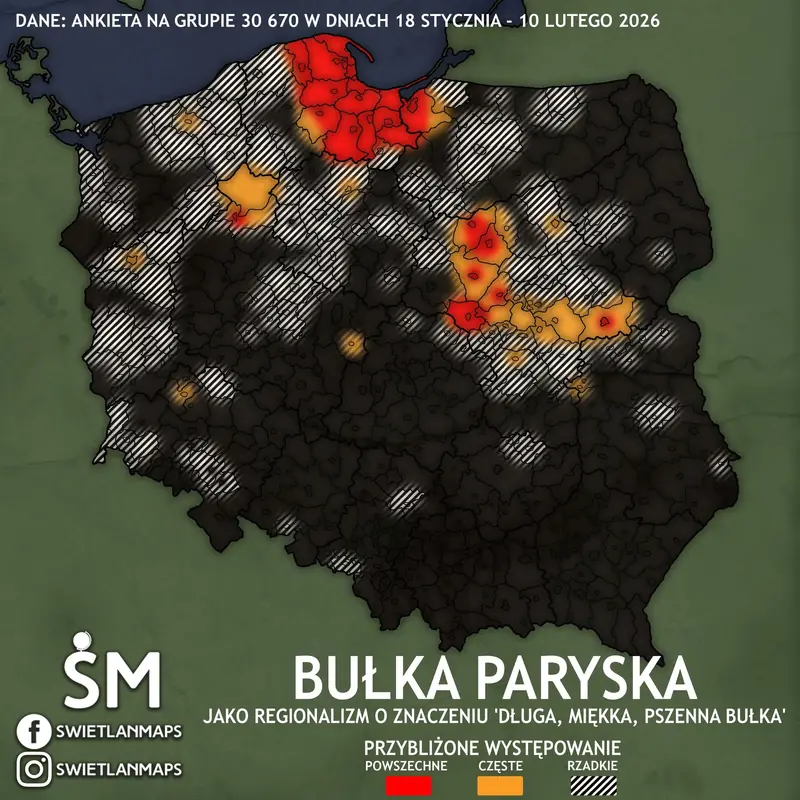 DANE: ANKIETA NA GRUPIE 30 670 W DNIACH 18 STYCZNIA - 10 LUTEGO 2026
ŚM
SWIETLANMAPS
SWIETLANMAPS
BUŁKA PARYSKA
JAKO REGIONALIZM O ZNACZENIU 'DŁUGA, MIĘKKA, PSZENNA BUŁKA'
PRZYBLIŻONE WYSTĘPOWANIE
POWSZECHNE CZĘSTE RZADKIE